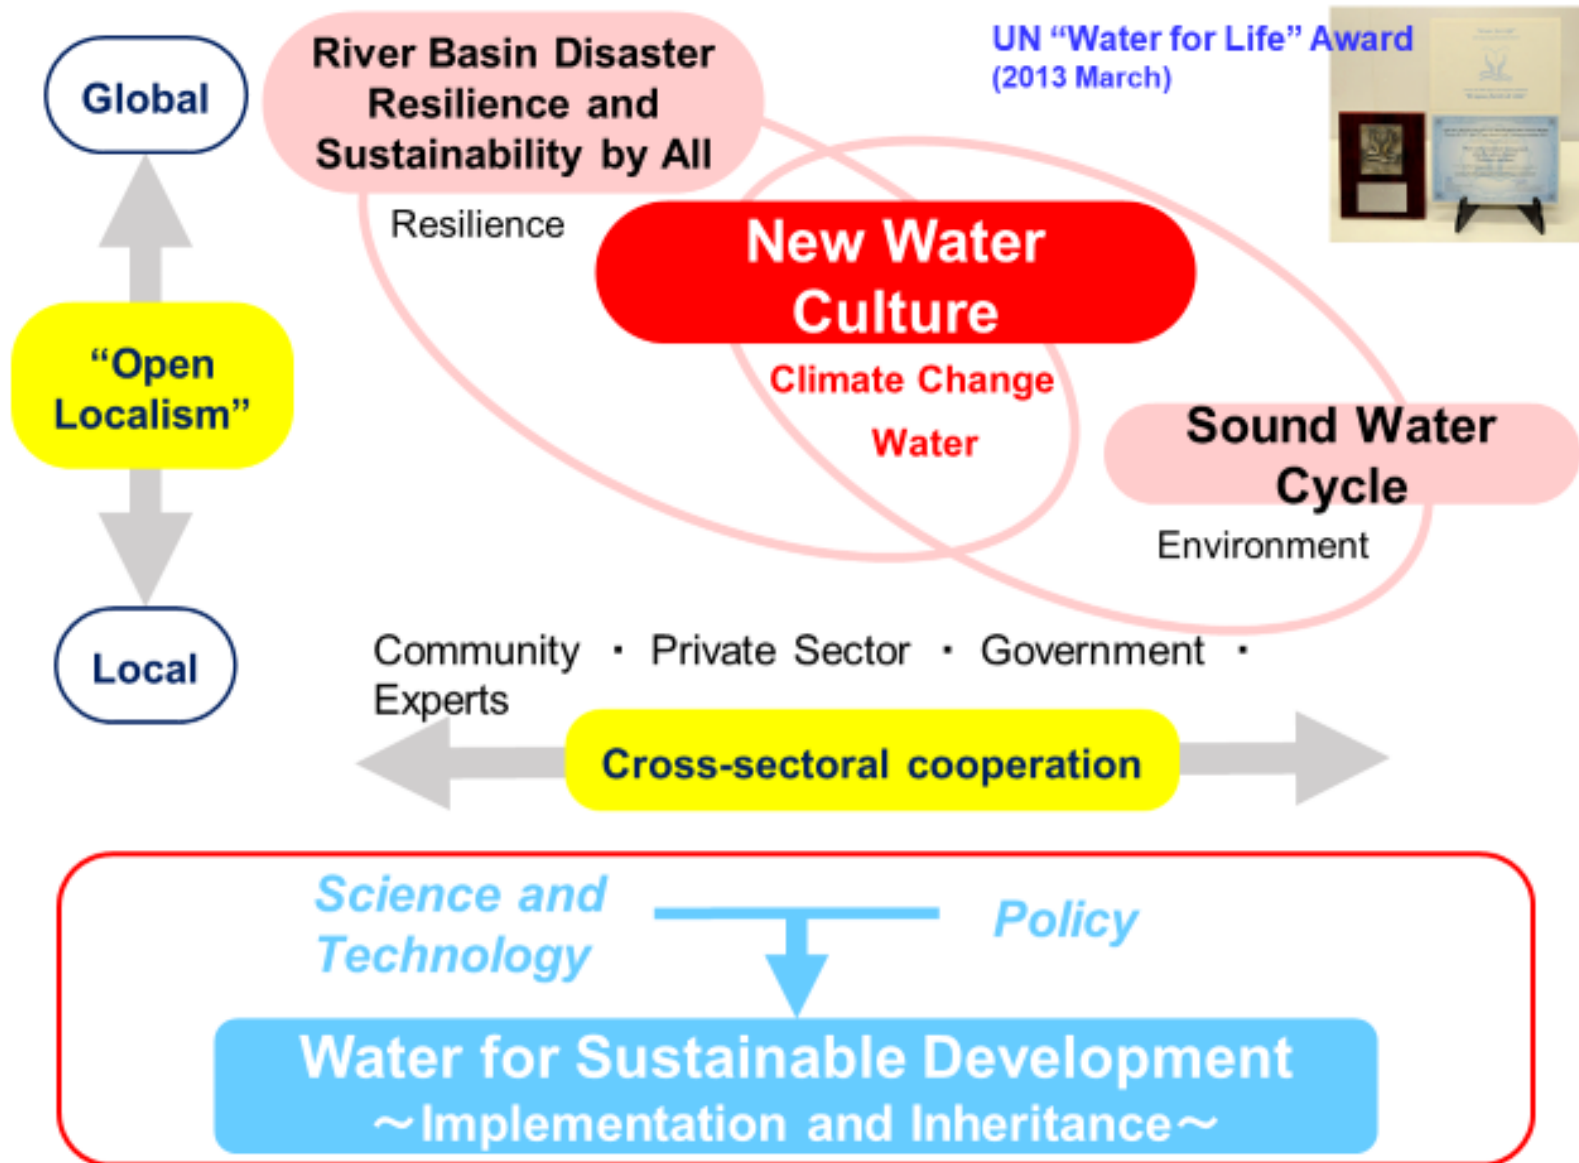 River Basin Disaster
Resilience and
Sustainability by All
UN “Water for Life” Award
(2013 March)
Global
Resilience
New Water
Culture
“Open
Localism”
Climate Change
Water
Sound Water
Cycle
Environment
Local
Community ・ Private Sector ・ Government ・
Experts
Cross-sectoral cooperation
Science and
Technology
Policy
Water for Sustainable Development
～Implementation and Inheritance～